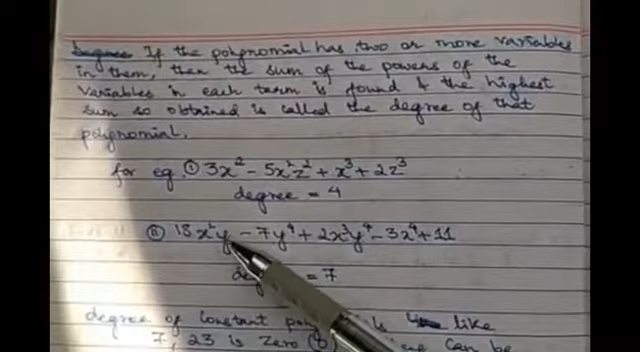 Degree If the polynomial has two or more variables
in them, then the sum of the powers of the
variables in each term is found & the highest
sum so obtained is called the degree of that
polynomial.
for eg. ① 3x² - 5x²z² + x³ + 2z³
degree = 4
② 18x²y - 7y⁴ + 2x³y⁴ - 3x⁴ + 11
= 7
degree of constant like
7, 23 is zero can be